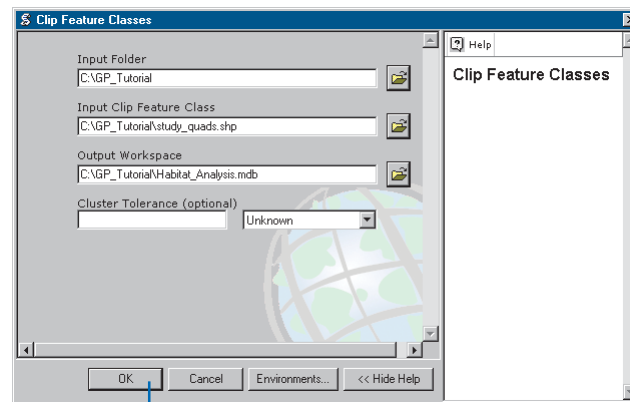 Clip Feature Classes
Input Folder
C:\GP_Tutorial
Input Clip Feature Class
C:\GP_Tutorial\study_quads.shp
Output Workspace
C:\GP_Tutorial\Habitat_Analysis.mdb
Cluster Tolerance (optional)
Unknown
OK Cancel Environments... << Hide Help
Help
Clip Feature Classes